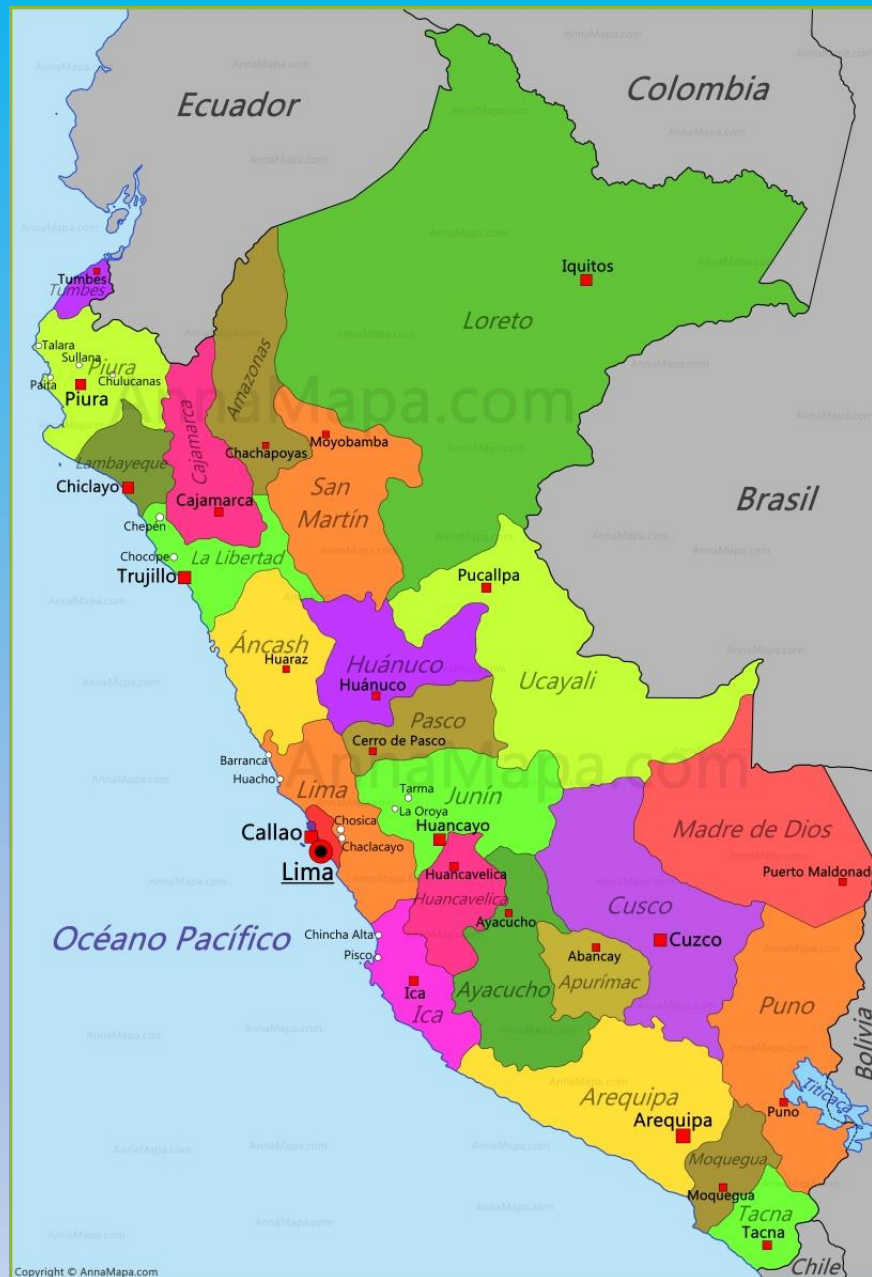 Ecuador
Colombia
Iquitos
Loreto
Tumbes
Tumbes
Talara
Sullana
Piura
Paita
Chulucanas
Piura
Amazonas
AnnaMapa.com
Cajamarca
Moyobamba
Chachapoyas
Lambayeque
Chiclayo
Cajamarca
San
Martín
Brasil
Chepén
Chocope
La Libertad
Trujillo
Pucallpa
Áncash
Huaraz
Huánuco
Huánuco
Ucayali
Pasco
Cerro de Pasco
AnnaMapa.com
Barranca
Huacho
Lima
Tarma
La Oroya
Junín
Callao
Chosica
Chaclacayo
Huancayo
Madre de Dios
Lima
Huancavelica
Huancavelica
Puerto Maldonado
Ayacucho
Cusco
Cuzco
Océano Pacífico
Chincha Alta
Pisco
Abancay
Apurímac
Ica
Ica
Ayacucho
Puno
Bolivia
Titicaca
Puno
Arequipa
Arequipa
Moquegua
Moquegua
Tacna
Tacna
Chile
Copyright © AnnaMapa.com